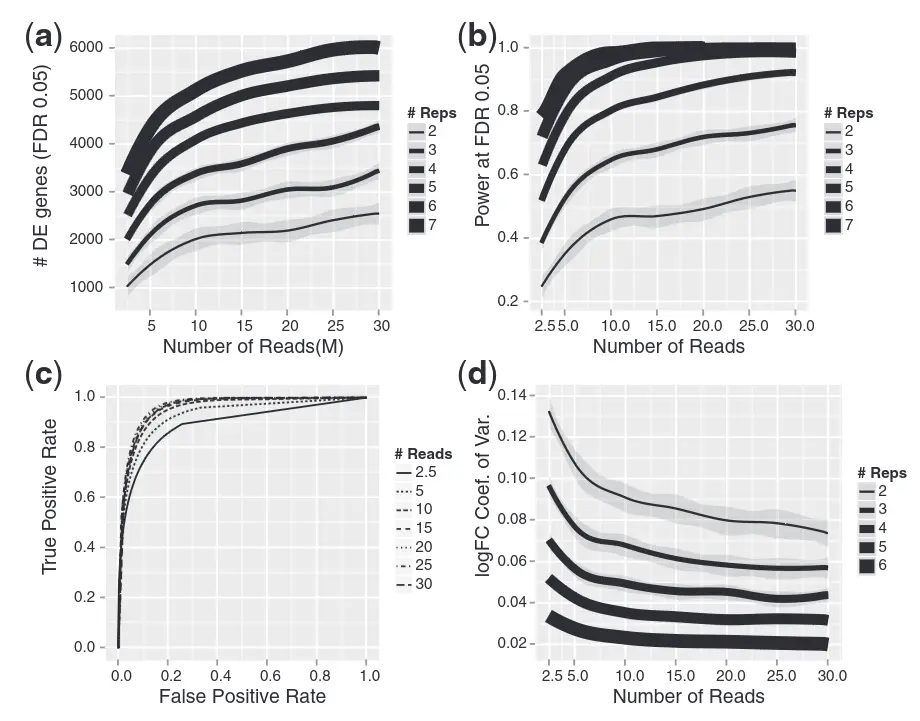 (a)
# DE genes (FDR 0.05)
6000
5000
4000
3000
2000
1000
5 10 15 20 25 30
Number of Reads(M)
# Reps
2
3
4
5
6
7
(b)
Power at FDR 0.05
1.0
0.8
0.6
0.4
0.2
2.5 5.0 10.0 15.0 20.0 25.0 30.0
Number of Reads
# Reps
2
3
4
5
6
7
(c)
True Positive Rate
1.0
0.8
0.6
0.4
0.2
0.0
0.0 0.2 0.4 0.6 0.8 1.0
False Positive Rate
# Reads
2.5
5
10
15
20
25
30
(d)
logFC Coef. of Var.
0.14
0.12
0.10
0.08
0.06
0.04
0.02
2.5 5.0 10.0 15.0 20.0 25.0 30.0
Number of Reads
# Reps
2
3
4
5
6